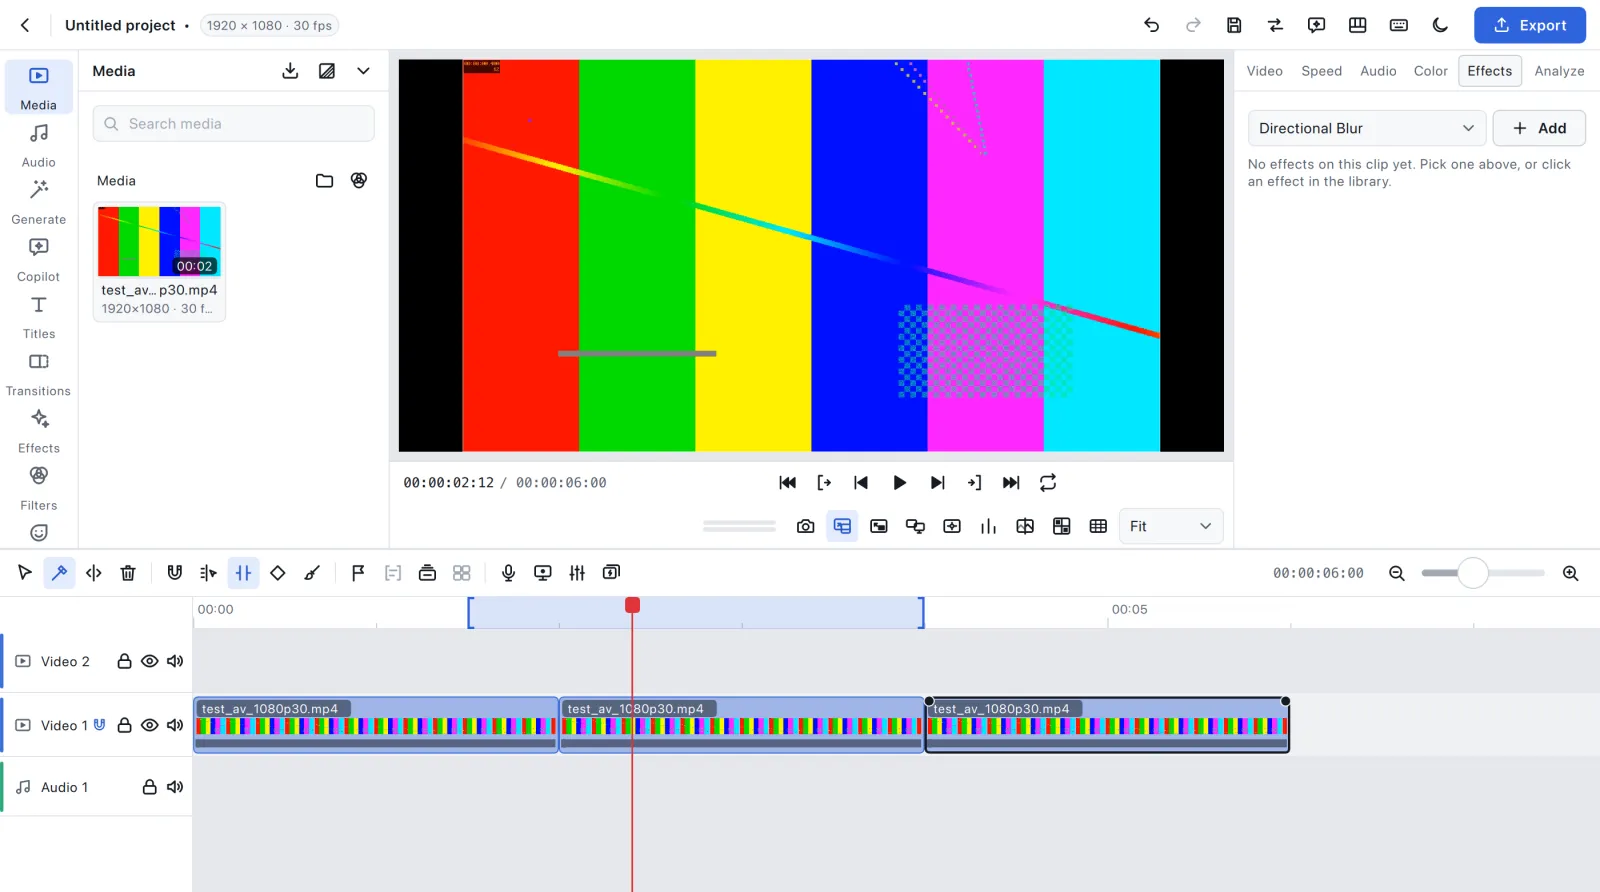 Untitled project • 1920 × 1080 · 30 fps
Export
Media
Audio
Generate
Copilot
Titles
Transitions
Effects
Filters
Media
Search media
Media
00:02
test_av...p30.mp4
1920×1080 · 30 f...
00:00:02:12 / 00:00:06:00
Fit
Video Speed Audio Color Effects Analyze
Directional Blur
Add
No effects on this clip yet. Pick one above, or click
an effect in the library.
00:00:06:00
00:00
00:05
Video 2
Video 1
test_av_1080p30.mp4
test_av_1080p30.mp4
test_av_1080p30.mp4
Audio 1